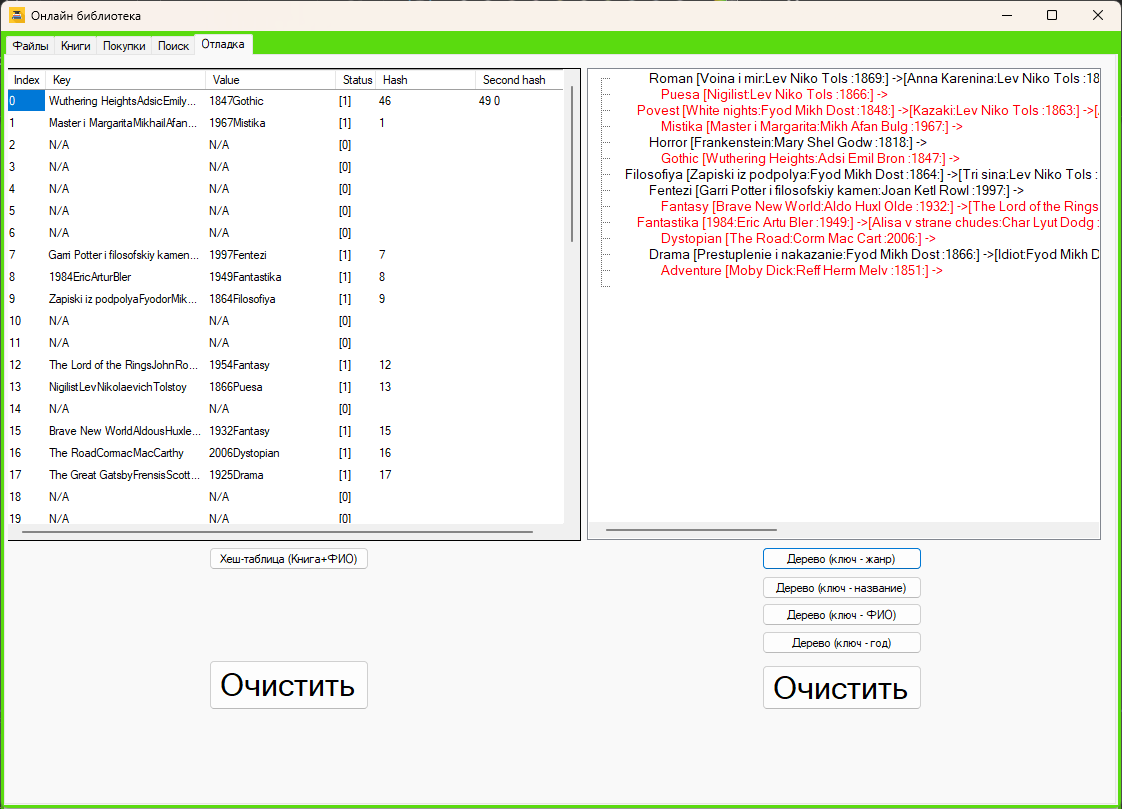 Онлайн библиотека
Файлы Книги Покупки Поиск Отладка
Index Key Value Status Hash Second hash
0 Wuthering HeightsAdsicEmily... 1847Gothic [1] 46 49 0
1 Master i MargaritaMikhailAfan... 1967Mistika [1] 1
2 N/A N/A [0]
3 N/A N/A [0]
4 N/A N/A [0]
5 N/A N/A [0]
6 N/A N/A [0]
7 Garri Potter i filosofskiy kamen... 1997Fentezi [1] 7
8 1984EricArturBler 1949Fantastika [1] 8
9 Zapiski iz podpolyaFyodorMik... 1864Filosofiya [1] 9
10 N/A N/A [0]
11 N/A N/A [0]
12 The Lord of the RingsJohnRo... 1954Fantasy [1] 12
13 NigilistLevNikolaevichTolstoy 1866Puesa [1] 13
14 N/A N/A [0]
15 Brave New WorldAldousHuxle... 1932Fantasy [1] 15
16 The RoadCormacMacCarthy 2006Dystopian [1] 16
17 The Great GatsbyFrensisScott... 1925Drama [1] 17
18 N/A N/A [0]
19 N/A N/A [0]
Roman [Voina i mir:Lev Niko Tols :1869:] ->[Anna Karenina:Lev Niko Tols :18
Puesa [Nigilist:Lev Niko Tols :1866:] ->
Povest [White nights:Fyod Mikh Dost :1848:] ->[Kazaki:Lev Niko Tols :1863:] ->[
Mistika [Master i Margarita:Mikh Afan Bulg :1967:] ->
Horror [Frankenstein:Mary Shel Godw :1818:] ->
Gothic [Wuthering Heights:Adsi Emil Bron :1847:] ->
Filosofiya [Zapiski iz podpolya:Fyod Mikh Dost :1864:] ->[Tri sina:Lev Niko Tols :
Fentezi [Garri Potter i filosofskiy kamen:Joan Ketl Rowl :1997:] ->
Fantasy [Brave New World:Aldo Huxl Olde :1932:] ->[The Lord of the Rings
Fantastika [1984:Eric Artu Bler :1949:] ->[Alisa v strane chudes:Char Lyut Dodg :
Dystopian [The Road:Corm Mac Cart :2006:] ->
Drama [Prestuplenie i nakazanie:Fyod Mikh Dost :1866:] ->[Idiot:Fyod Mikh D
Adventure [Moby Dick:Reff Herm Melv :1851:] ->
Хеш-таблица (Книга+ФИО)
Дерево (ключ - жанр)
Дерево (ключ - название)
Дерево (ключ - ФИО)
Дерево (ключ - год)
Очистить
Очистить